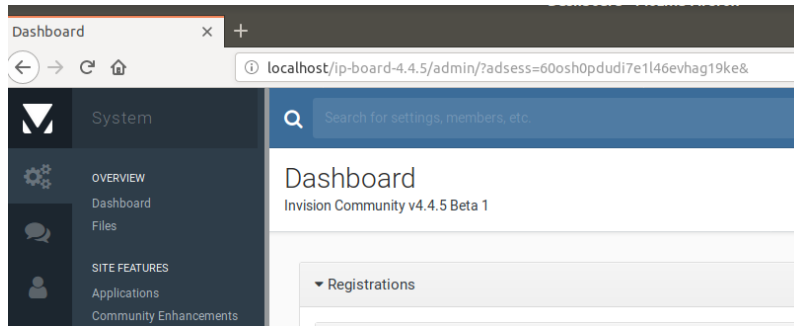 Dashboard
localhost/ip-board-4.4.5/admin/?adsess=60osh0pdudi7e1l46evhag19ke&
System
Search for settings, members, etc.
OVERVIEW
Dashboard
Files
SITE FEATURES
Applications
Community Enhancements
Dashboard
Invision Community v4.4.5 Beta 1
Registrations